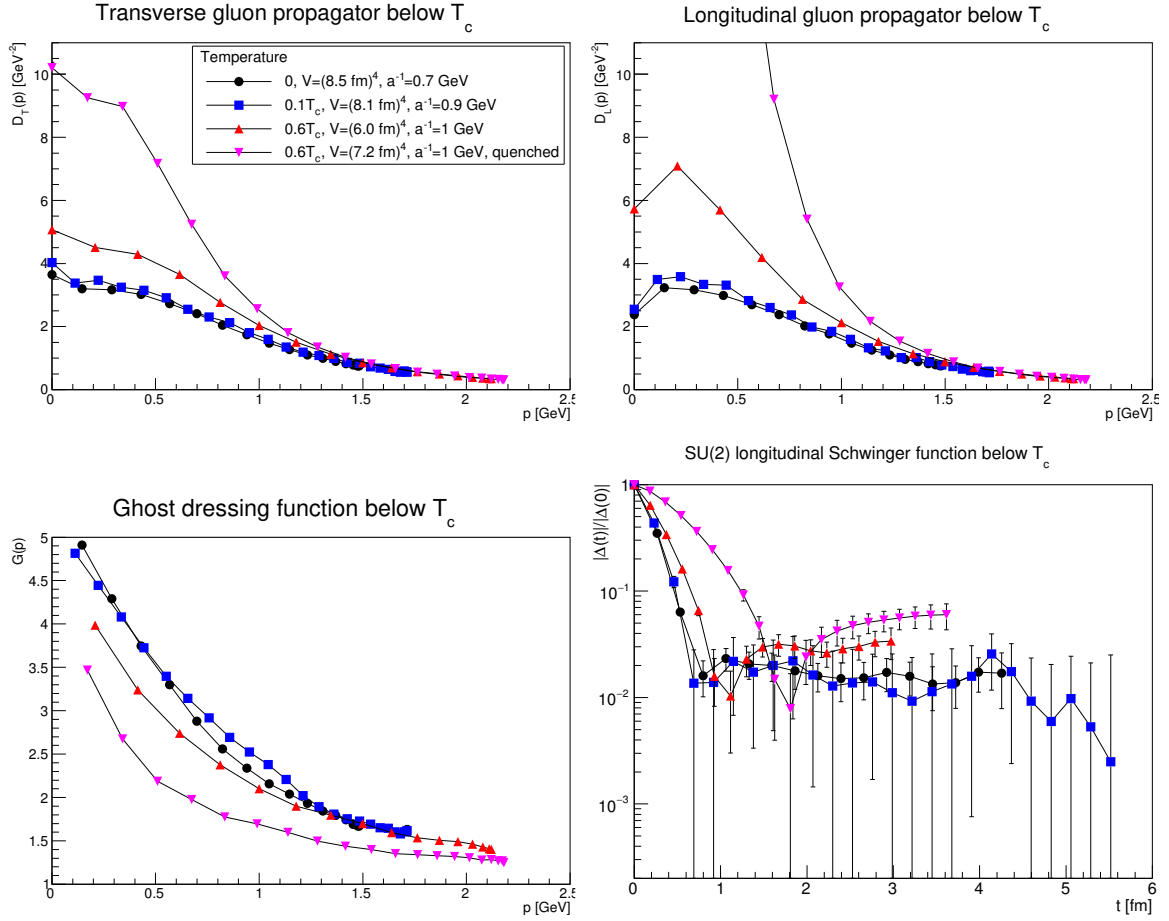 Transverse gluon propagator below T_c
D_T(p) [GeV^-2]
10
8
6
4
2
0
0
0.5
1
1.5
2
2.5
p [GeV]
Temperature
0, V=(8.5 fm)^4, a^-1=0.7 GeV
0.1T_c, V=(8.1 fm)^4, a^-1=0.9 GeV
0.6T_c, V=(6.0 fm)^4, a^-1=1 GeV
0.6T_c, V=(7.2 fm)^4, a^-1=1 GeV, quenched
Longitudinal gluon propagator below T_c
D_L(p) [GeV^-2]
10
8
6
4
2
0
0
0.5
1
1.5
2
2.5
p [GeV]
Ghost dressing function below T_c
G(p)
5
4.5
4
3.5
3
2.5
2
1.5
1
0
0.5
1
1.5
2
2.5
p [GeV]
SU(2) longitudinal Schwinger function below T_c
|Δ(t)|/|Δ(0)|
1
10^-1
10^-2
10^-3
0
1
2
3
4
5
6
t [fm]